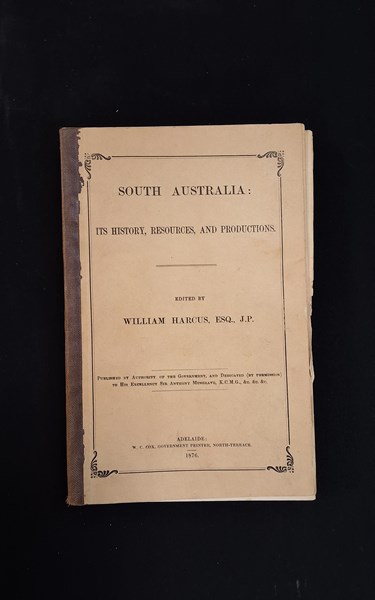 SOUTH AUSTRALIA:
ITS HISTORY, RESOURCES, AND PRODUCTIONS.
EDITED BY
WILLIAM HARCUS, ESQ., J.P.
PUBLISHED BY AUTHORITY OF THE GOVERNMENT, AND DEDICATED (BY PERMISSION)
TO HIS EXCELLENCY SIR ANTHONY MUSGRAVE, K.C.M.G., &c. &c. &c.
ADELAIDE:
W. C. COX, GOVERNMENT PRINTER, NORTH-TERRACE.
1876.